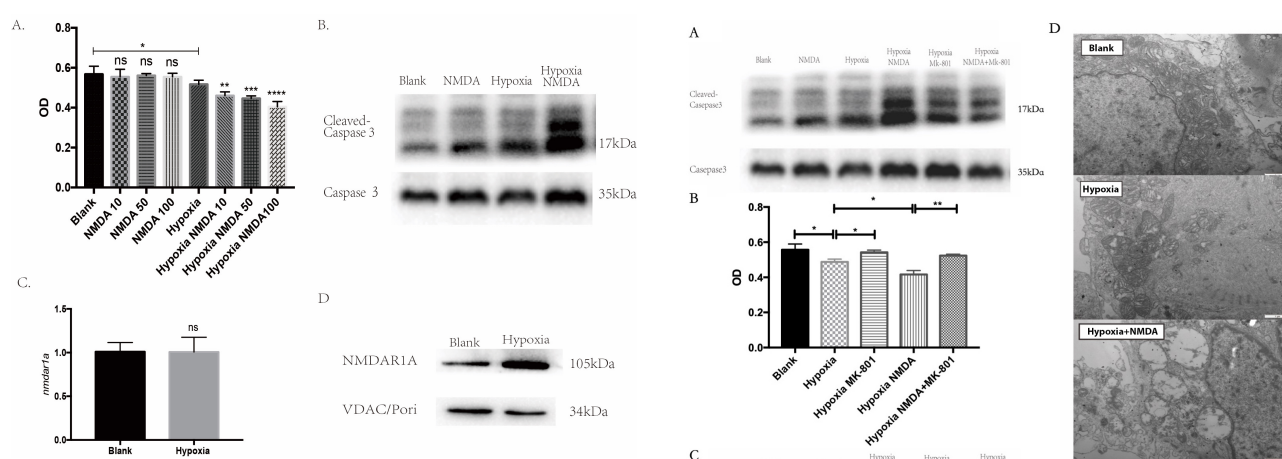 A.
OD
0.8
0.6
0.4
0.2
0.0
*
ns
ns
ns
**
***
****
Blank
NMDA 10
NMDA 50
NMDA 100
Hypoxia
Hypoxia NMDA 10
Hypoxia NMDA 50
Hypoxia NMDA100
B.
Blank NMDA Hypoxia Hypoxia NMDA
Cleaved-
Caspase 3
17kDa
Caspase 3
35kDa
C.
nmdar1a
1.5
1.0
0.5
0.0
ns
Blank
Hypoxia
D
Blank Hypoxia
NMDAR1A
105kDa
VDAC/Pori
34kDa
A
Blank NMDA Hypoxia
Hypoxia
NMDA
Hypoxia
Mk-801
Hypoxia
NMDA+Mk-801
Cleaved-
Casepase3
17kDa
Casepase3
35kDa
B
OD
0.8
0.6
0.4
0.2
0.0
*
*
*
**
Blank
Hypoxia
Hypoxia MK-801
Hypoxia NMDA
Hypoxia NMDA+MK-801
C
Hypoxia Hypoxia Hypoxia
D
Blank
Hypoxia
Hypoxia+NMDA